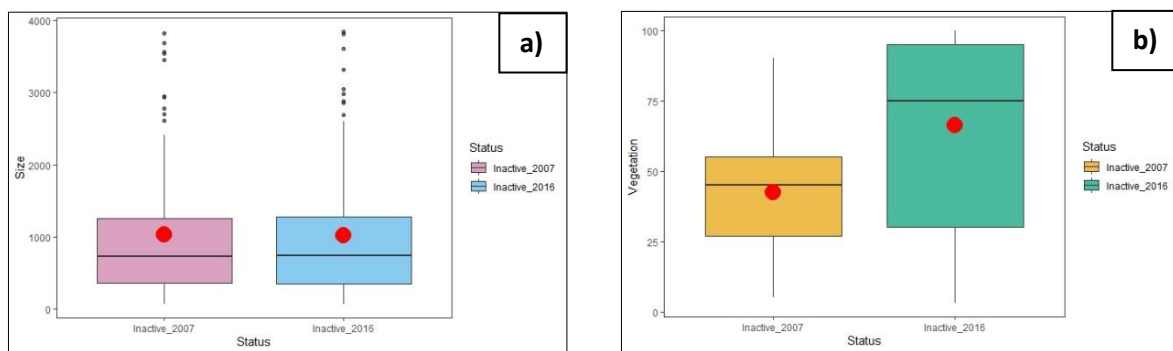 a)
4000
3000
2000
1000
0
Size
Inactive_2007
Inactive_2016
Status
Status
Inactive_2007
Inactive_2016
b)
100
75
50
25
0
Vegetation
Inactive_2007
Inactive_2016
Status
Status
Inactive_2007
Inactive_2016